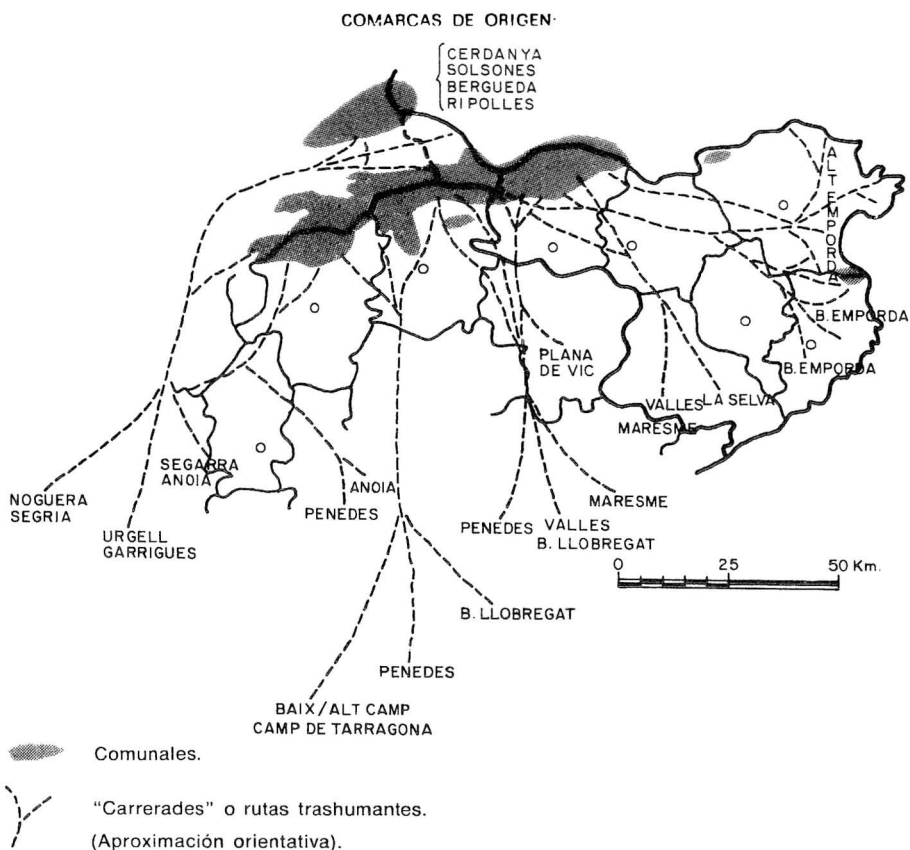 COMARCAS DE ORIGEN
CERDANYA
SOLSONES
BERGUEDA
RIPOLLES
ALT EMPORDA
B. EMPORDA
B. EMPORDA
PLANA
DE VIC
VALLES
LA SELVA
MARESME
SEGARRA
ANOIA
ANOIA
PENEDES
NOGUERA
SEGRIA
URGELL
GARRIGUES
MARESME
PENEDES
VALLES
B. LLOBREGAT
0 25 50 Km.
B. LLOBREGAT
PENEDES
BAIX/ALT CAMP
CAMP DE TARRAGONA
Comunales.
"Carrerades" o rutas trashumantes.
(Aproximación orientativa).